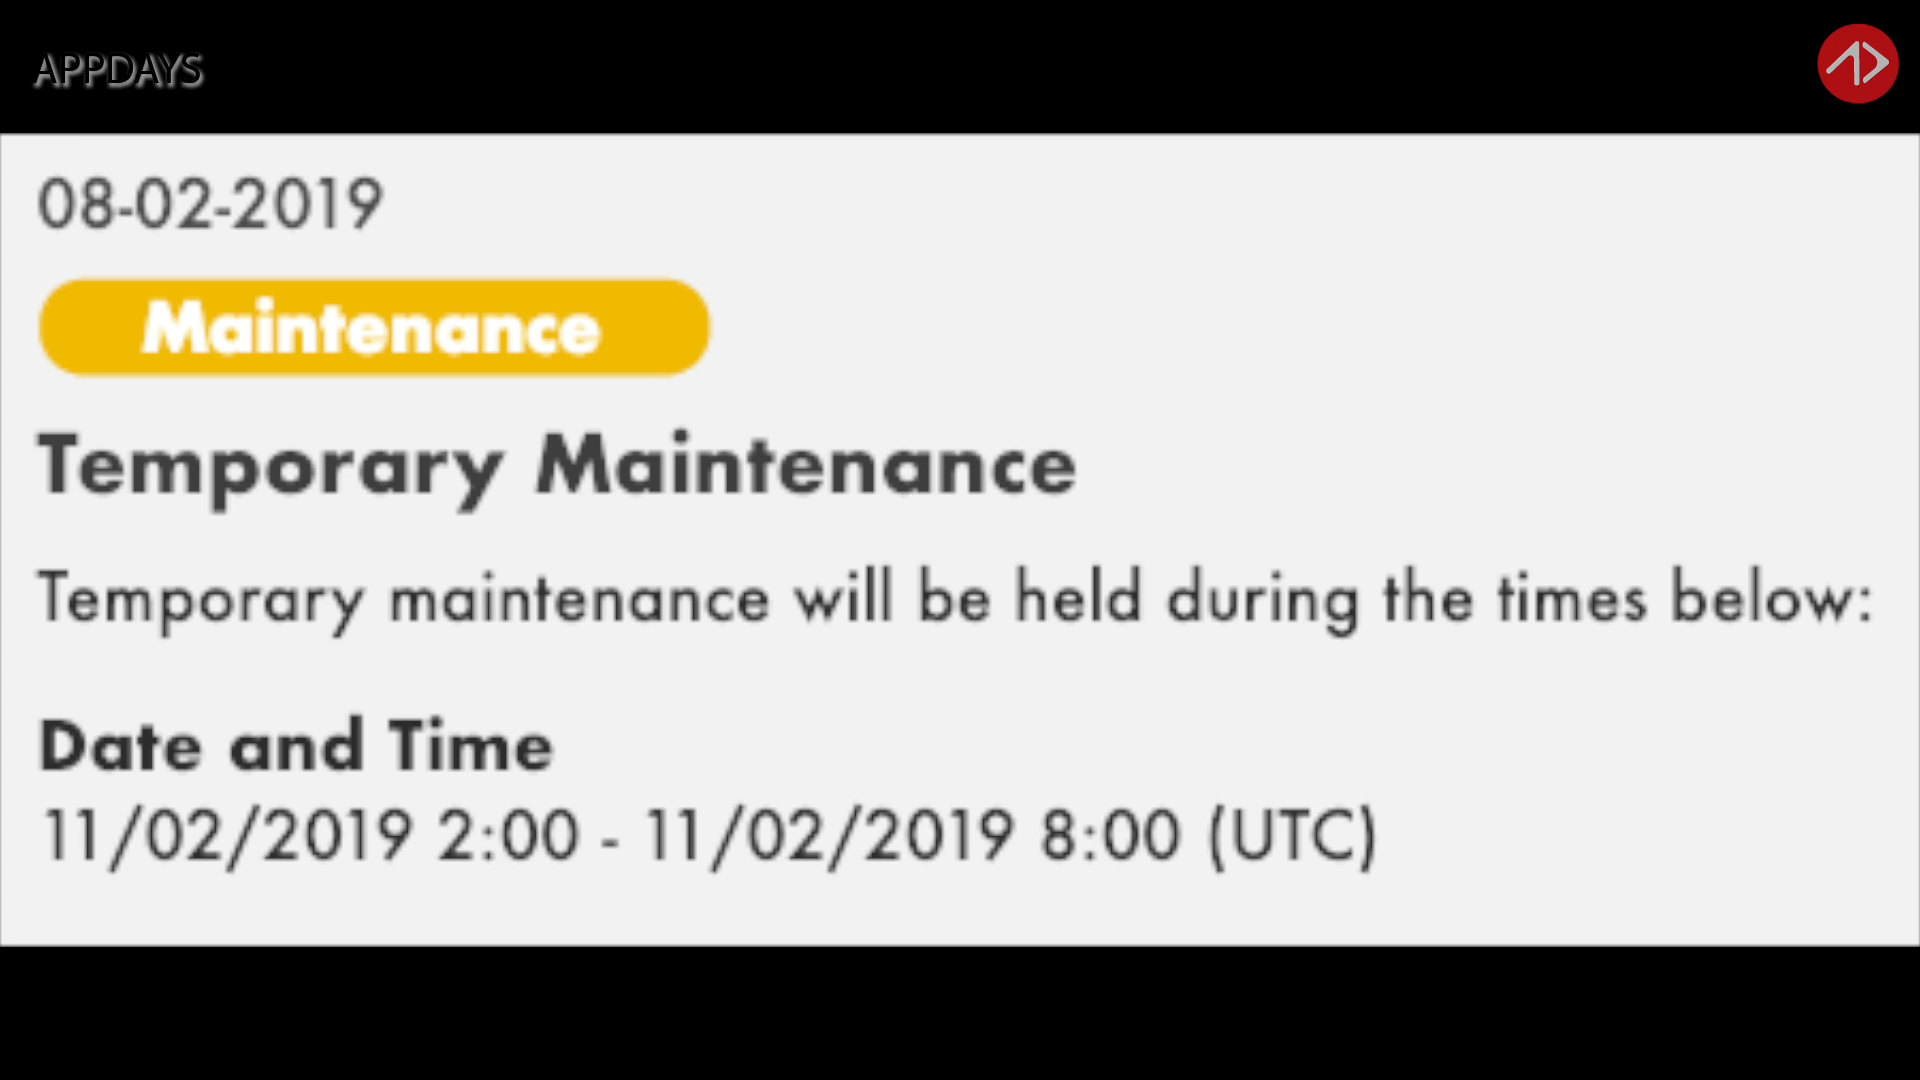 APPDAYS
08-02-2019
Maintenance
Temporary Maintenance
Temporary maintenance will be held during the times below:
Date and Time
11/02/2019 2:00 - 11/02/2019 8:00 (UTC)